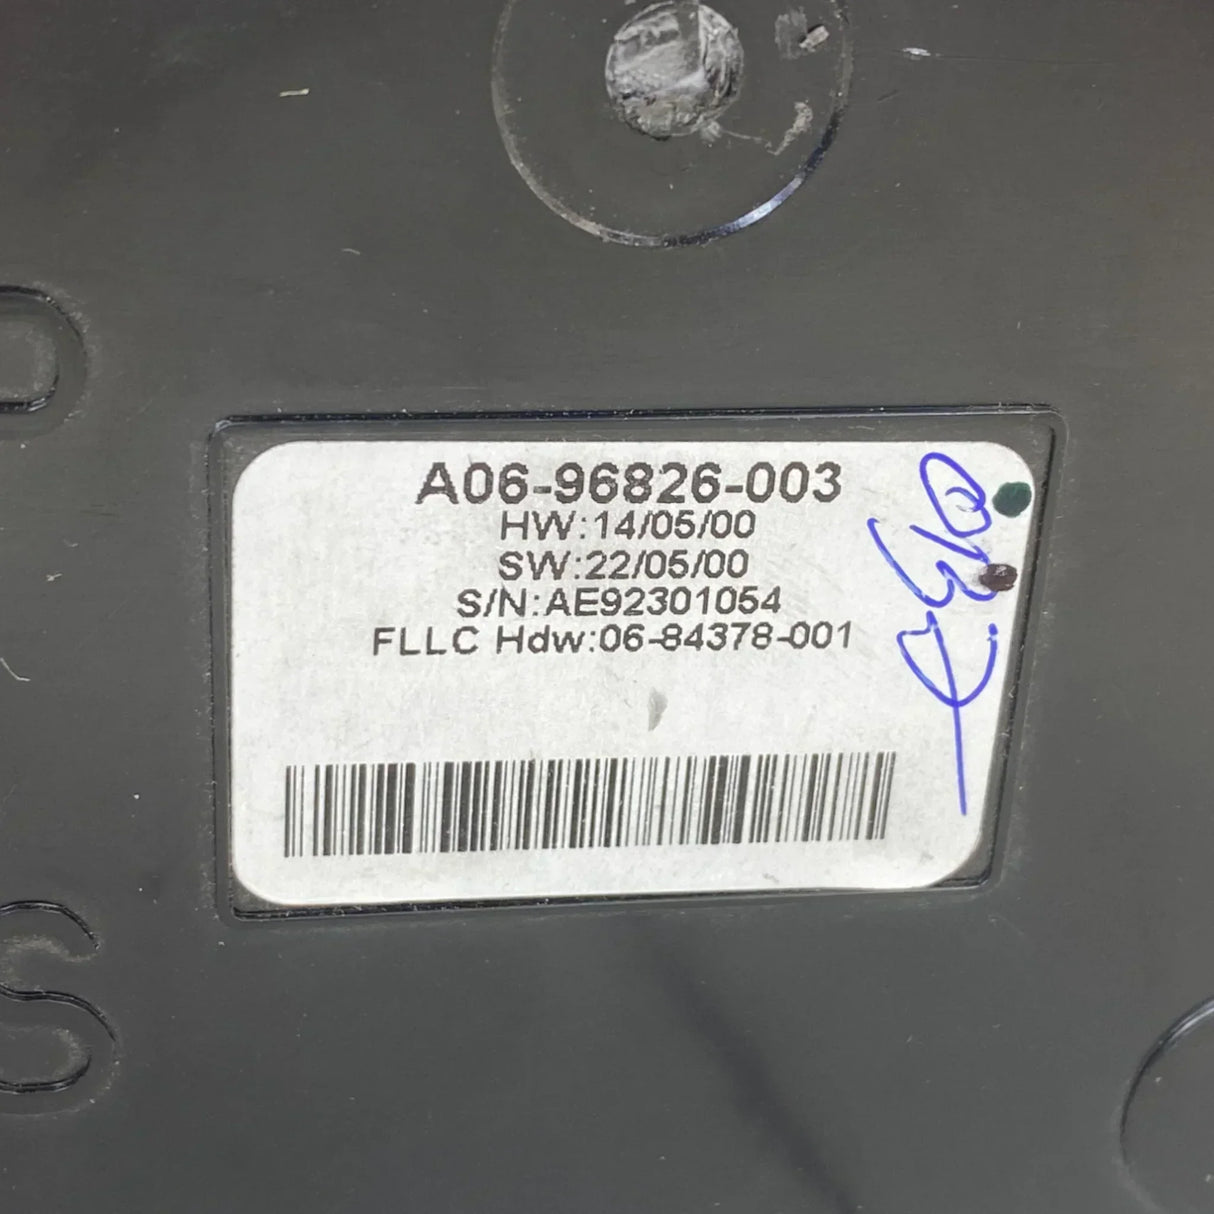 A06-96826-003
HW:14/05/00
SW:22/05/00
S/N:AE92301054
FLLC Hdw:06-84378-001
P
S